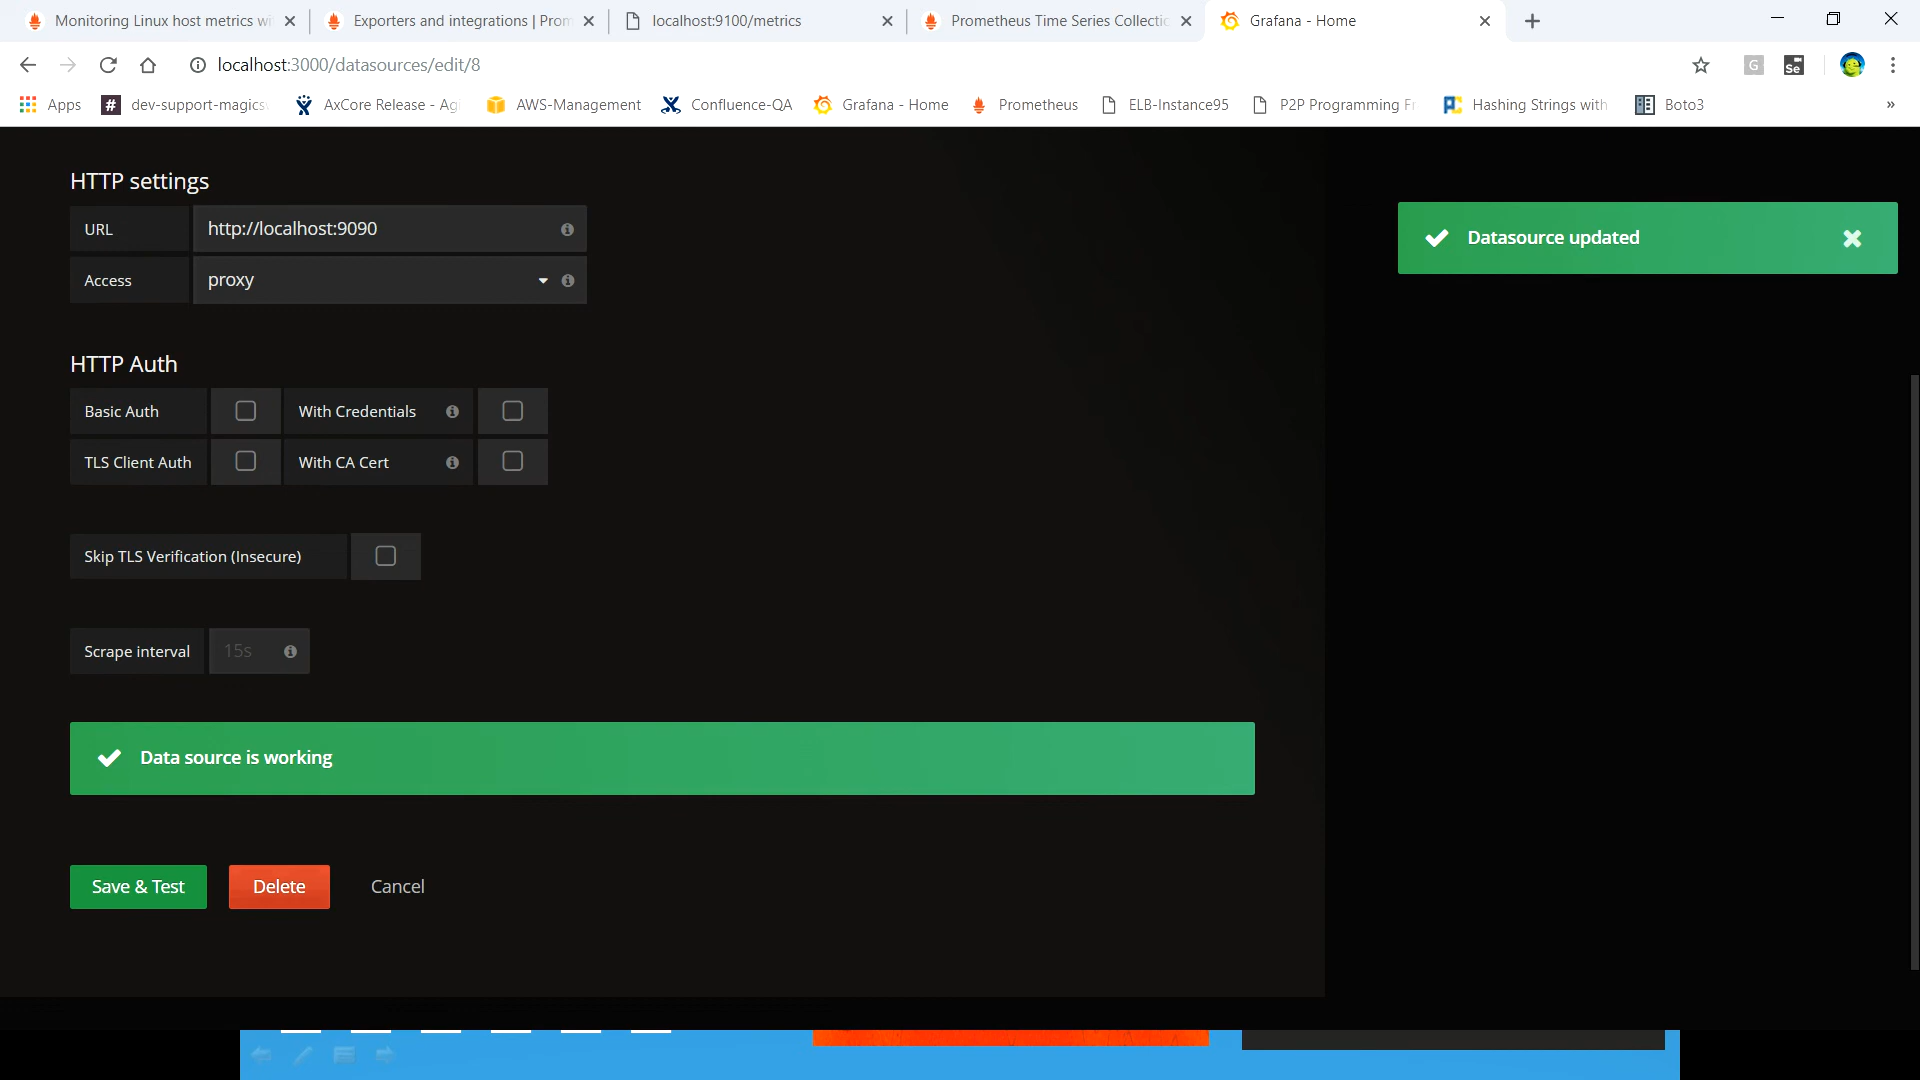 Monitoring Linux host metrics wi
Exporters and integrations | Prom
localhost:9100/metrics
Prometheus Time Series Collectio
Grafana - Home
localhost:3000/datasources/edit/8
G
Se
Apps
# dev-support-magics
AxCore Release - Ag
AWS-Management
Confluence-QA
Grafana - Home
Prometheus
ELB-Instance95
P2P Programming Fr
Hashing Strings with
Boto3
»
HTTP settings
URL
http://localhost:9090
Access
proxy
Datasource updated
HTTP Auth
Basic Auth
With Credentials
TLS Client Auth
With CA Cert
Skip TLS Verification (Insecure)
Scrape interval
15s
Data source is working
Save & Test
Delete
Cancel